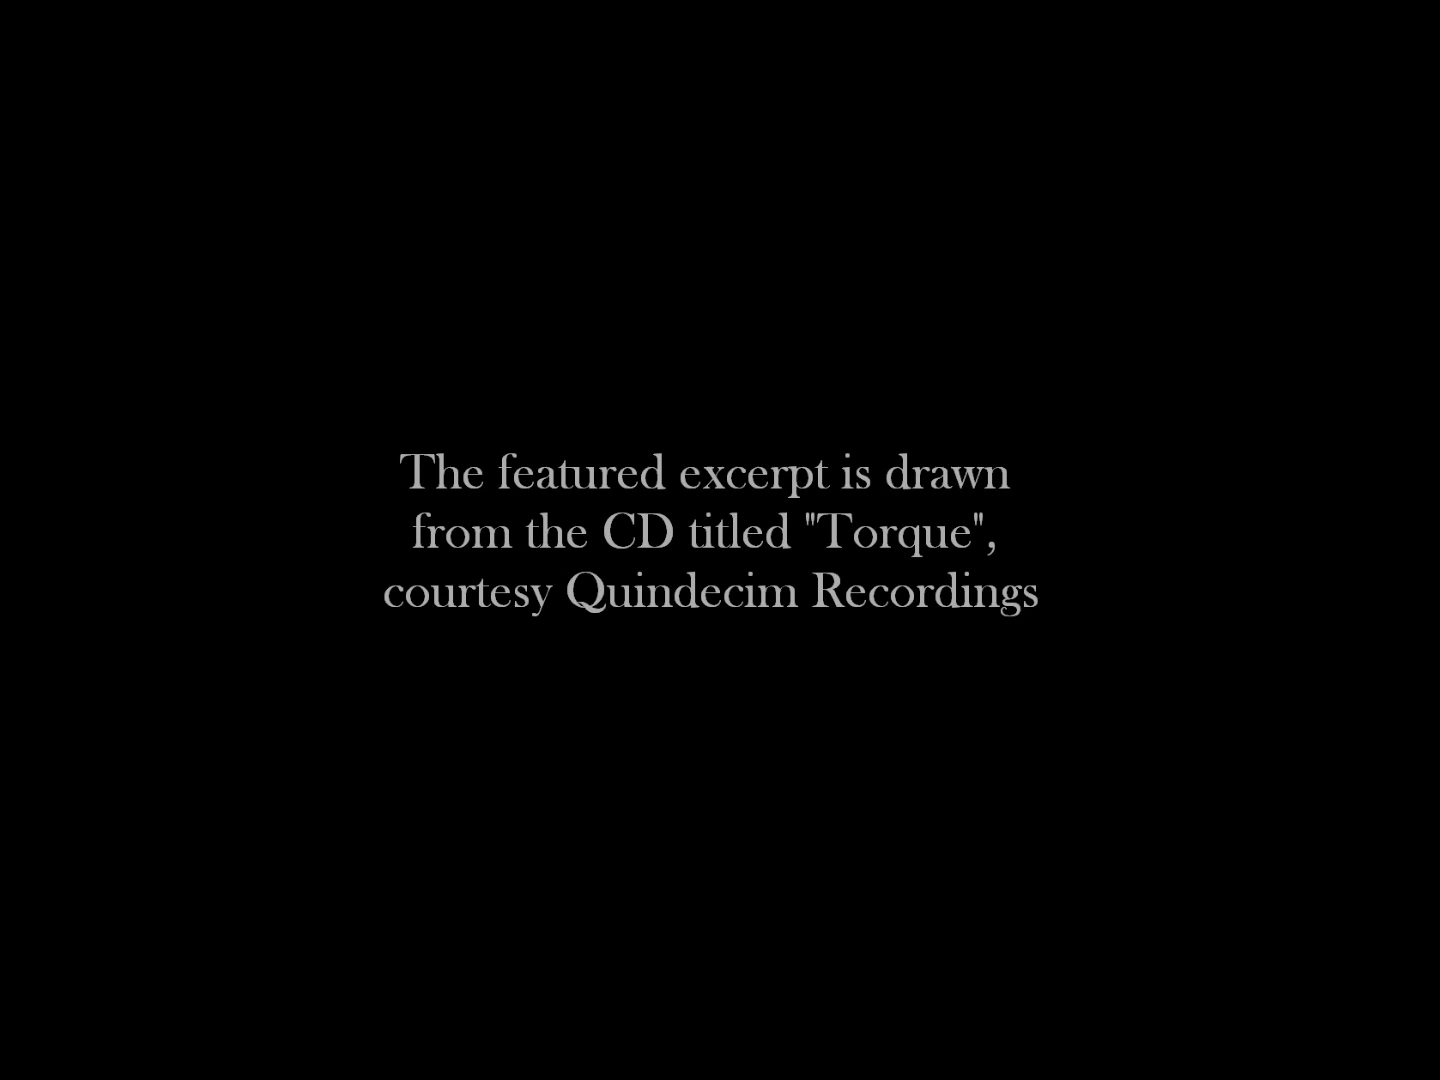 The featured excerpt is drawn
from the CD titled "Torque",
courtesy Quindecim Recordings